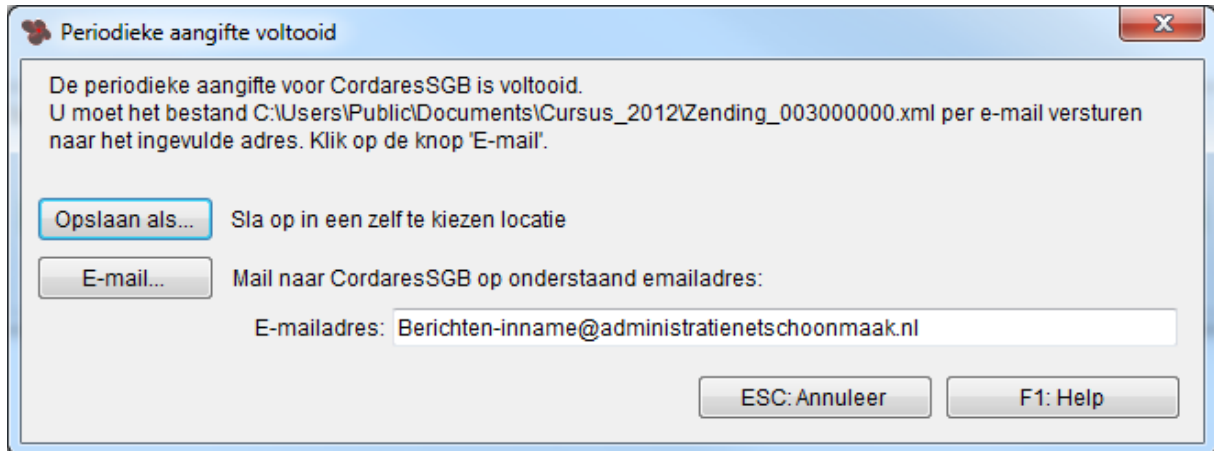 Periodieke aangifte voltooid
De periodieke aangifte voor CordaresSGB is voltooid.
U moet het bestand C:\Users\Public\Documents\Cursus_2012\Zending_003000000.xml per e-mail versturen
naar het ingevulde adres. Klik op de knop 'E-mail'.
Opslaan als... Sla op in een zelf te kiezen locatie
E-mail... Mail naar CordaresSGB op onderstaand emailadres:
E-mailadres: Berichten-inname@administratienetschoonmaak.nl
ESC: Annuleer F1: Help